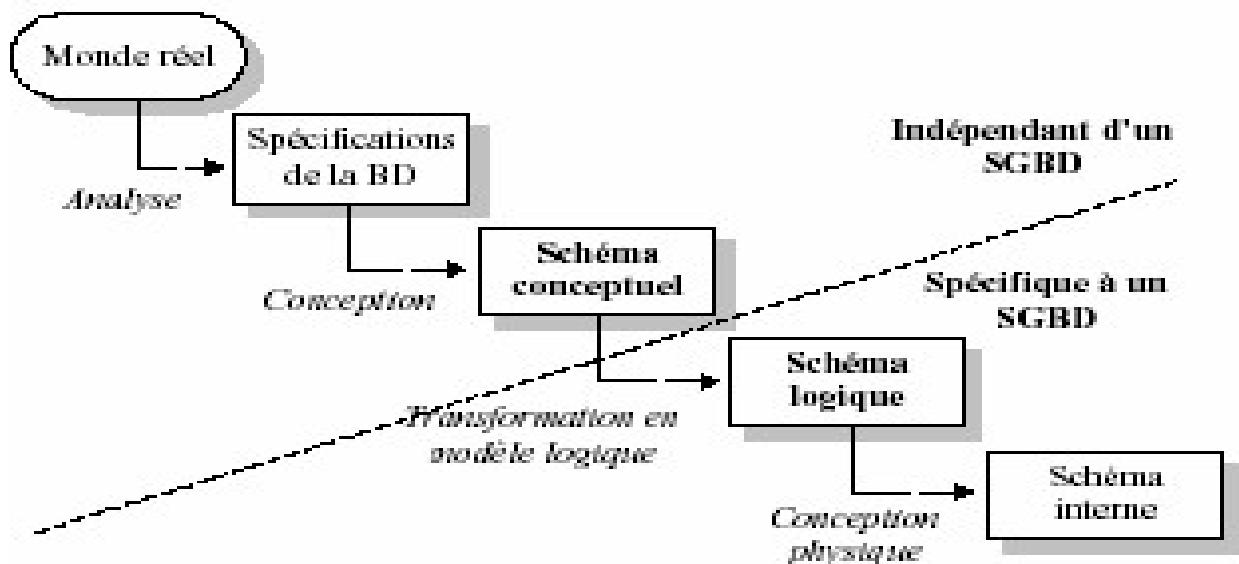 Monde réel
Spécifications
de la BD
Indépendant d'un
SGBD
Analyse
Schéma
conceptuel
Conception
Spécifique à un
SGBD
Schéma
logique
Transformation en
modèle logique
Schéma
interne
Conception
physique